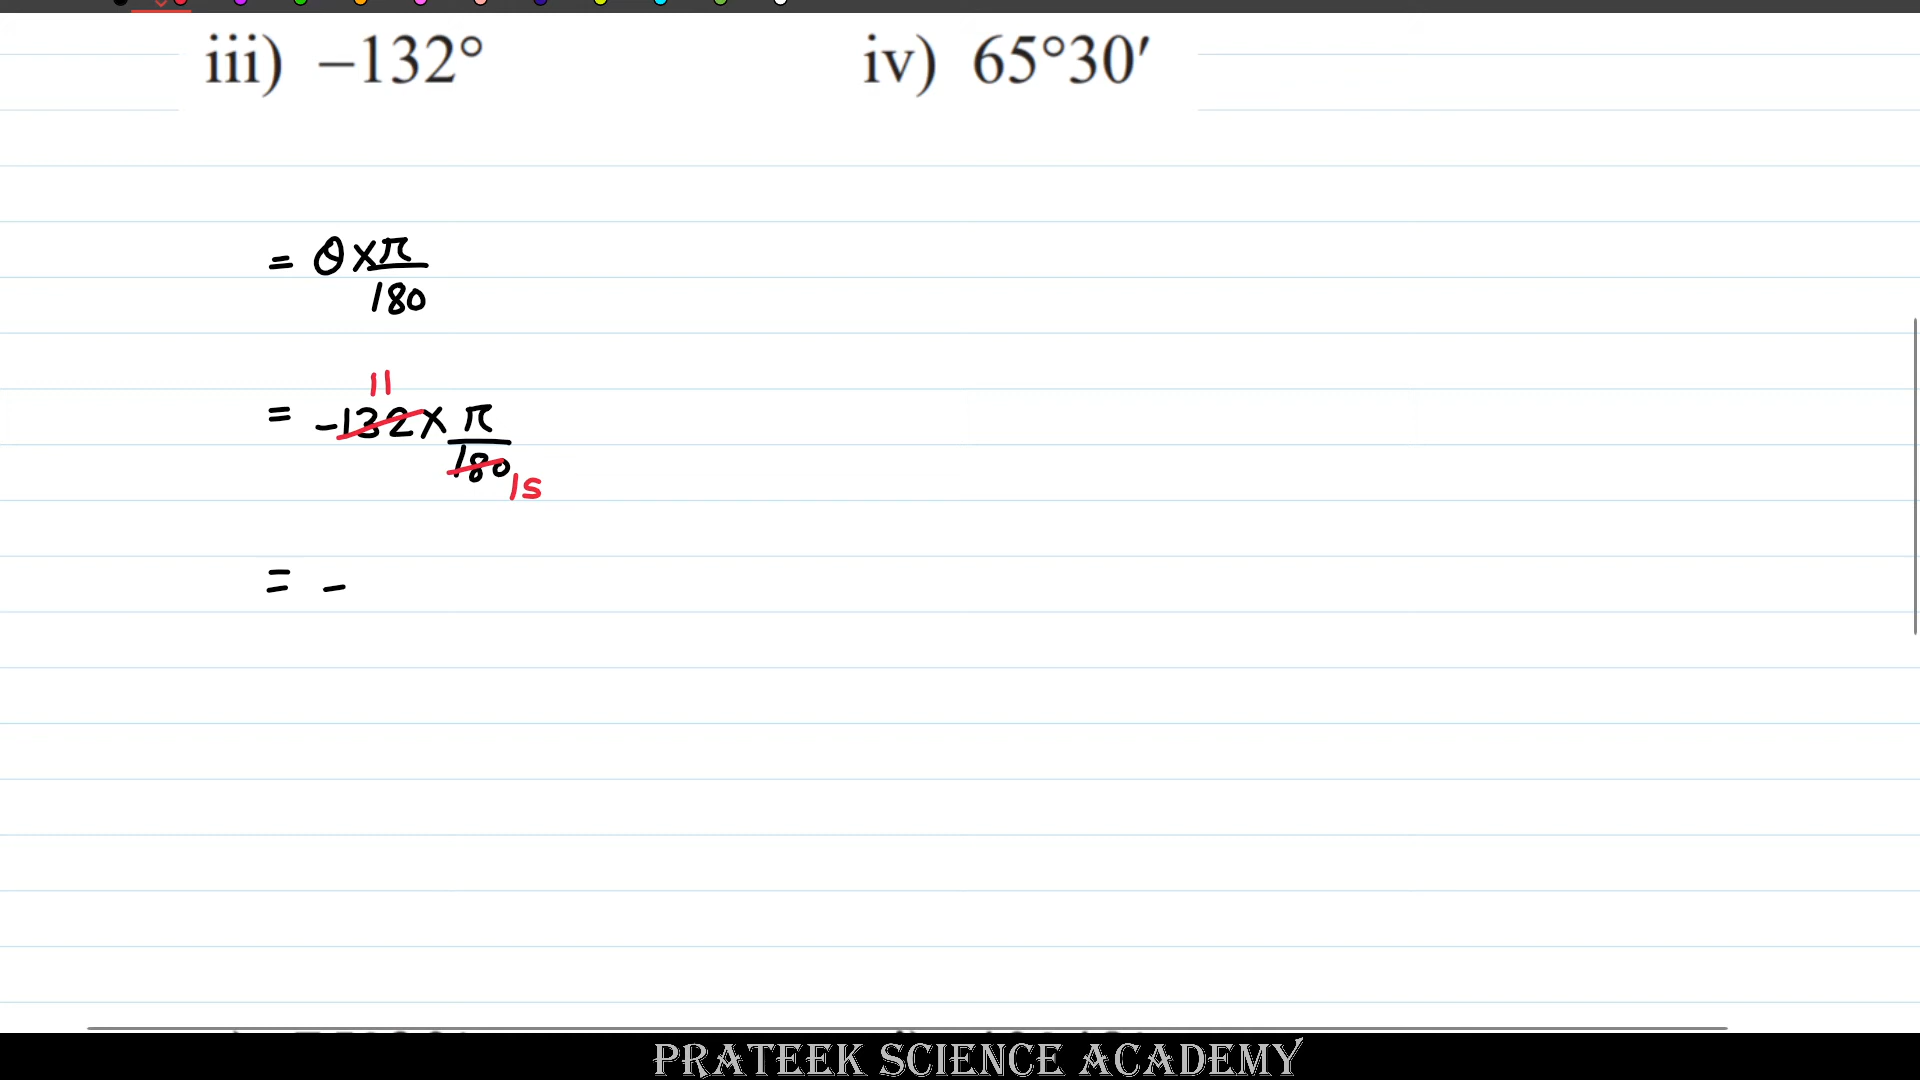 iii) –132° iv) 65°30′
= θ × π
180
11
= -132 × π
180 15
= -
PRATEEK SCIENCE ACADEMY